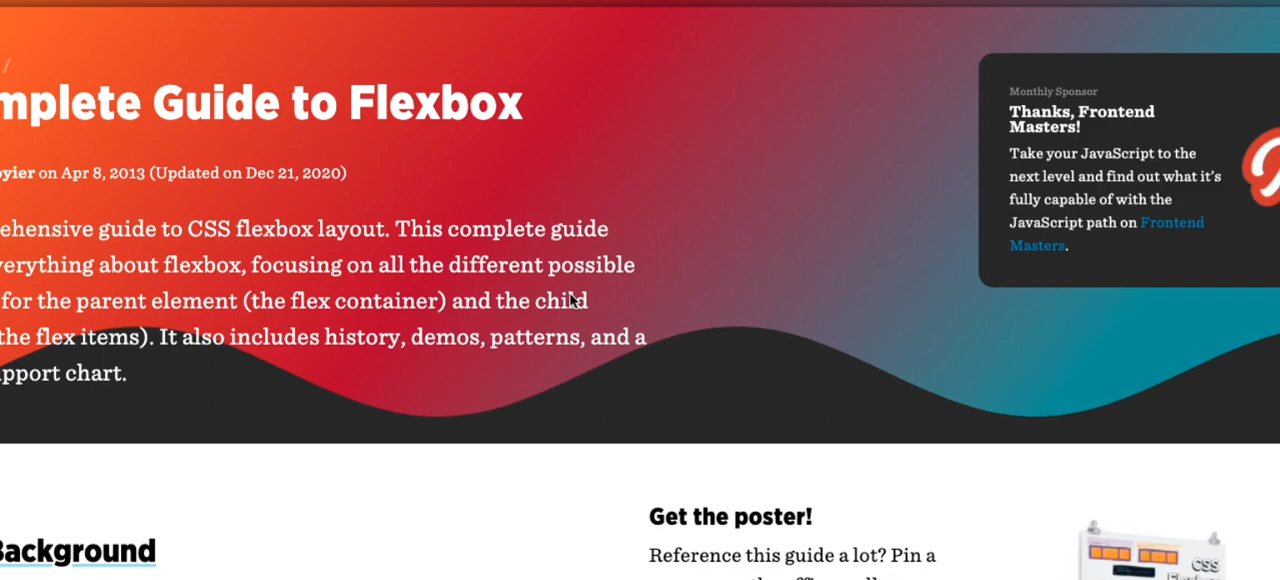 /
mplete Guide to Flexbox
oyier on Apr 8, 2013 (Updated on Dec 21, 2020)
ehensive guide to CSS flexbox layout. This complete guide
verything about flexbox, focusing on all the different possible
for the parent element (the flex container) and the child
the flex items). It also includes history, demos, patterns, and a
pport chart.
Monthly Sponsor
Thanks, Frontend
Masters!
Take your JavaScript to the
next level and find out what it's
fully capable of with the
JavaScript path on Frontend
Masters.
Background
Get the poster!
Reference this guide a lot? Pin a
CSS